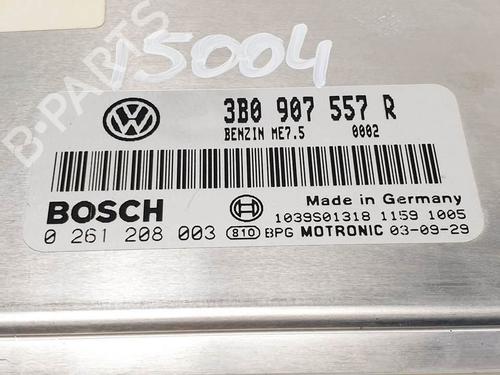 15004
B-PARTS
3B0 907 557 R
BENZIN ME7.5 0002
BOSCH
Made in Germany
1039S01318 1159 1005
0 261 208 003 810 BPG MOTRONIC 03-09-29